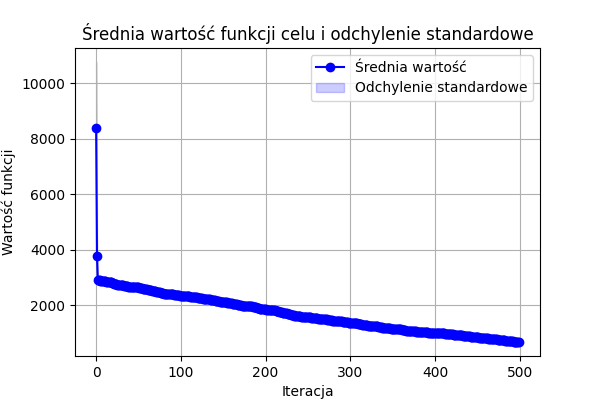 Średnia wartość funkcji celu i odchylenie standardowe
Średnia wartość
Odchylenie standardowe
Wartość funkcji
10000
8000
6000
4000
2000
0
100
200
300
400
500
Iteracja